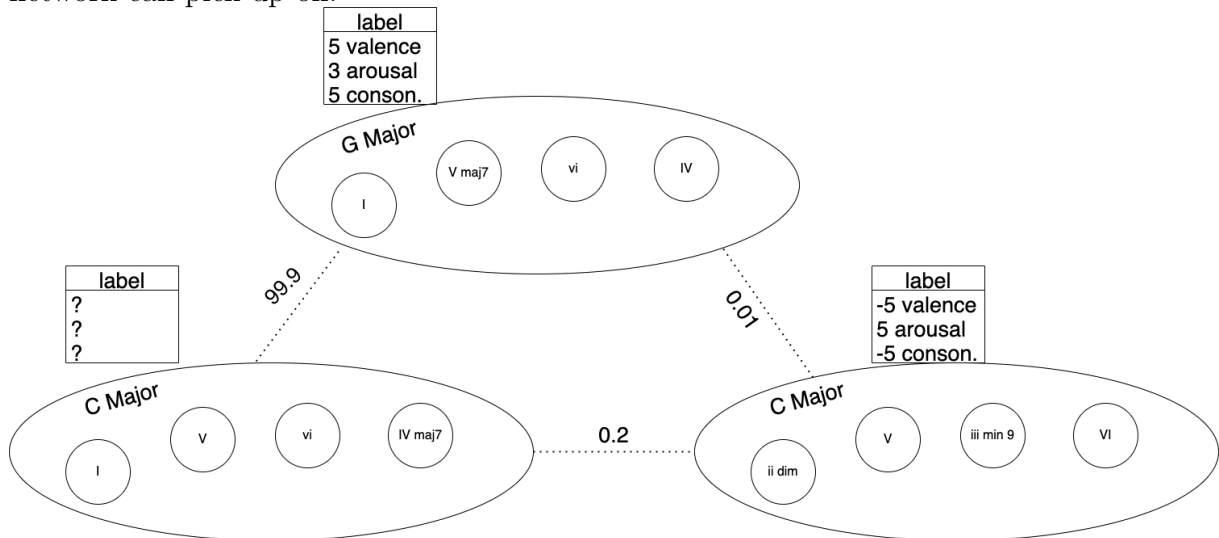 network can pick up on.
label
5 valence
3 arousal
5 conson.
G Major
I
V maj7
vi
IV
99.9
0.01
label
?
?
?
label
-5 valence
5 arousal
-5 conson.
C Major
I
V
vi
IV maj7
0.2
C Major
ii dim
V
iii min 9
VI